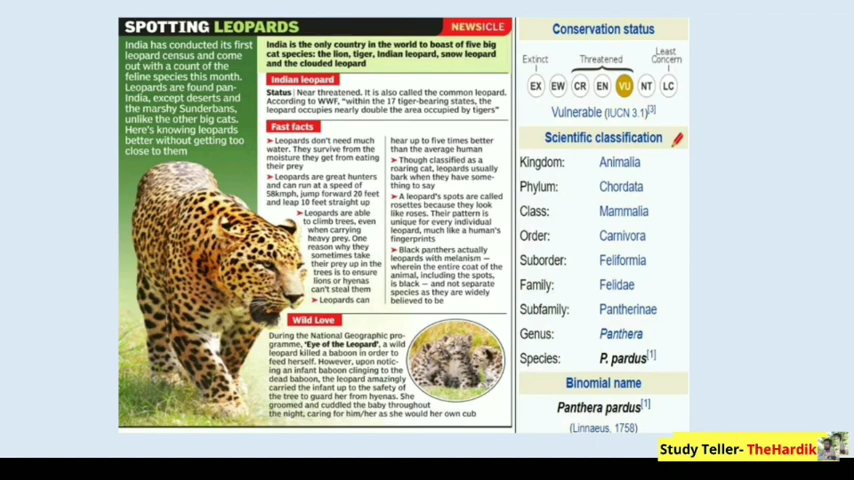 SPOTTING LEOPARDS
NEWSICLE
India has conducted its first
leopard census and come
out with a count of the
feline species this month.
Leopards are found pan-
India, except deserts and
the marshy Sunderbans,
unlike the other big cats.
Here's knowing leopards
better without getting too
close to them
India is the only country in the world to boast of five big
cat species: the lion, tiger, Indian leopard, snow leopard
and the clouded leopard
Indian leopard
Status | Near threatened. It is also called the common leopard.
According to WWF, "within the 17 tiger-bearing states, the
leopard occupies nearly double the area occupied by tigers"
Fast facts
➤ Leopards don't need much
water. They survive from the
moisture they get from eating
their prey
➤ Leopards are great hunters
and can run at a speed of
58kmph, jump forward 20 feet
and leap 10 feet straight up
➤ Leopards are able
to climb trees, even
when carrying
heavy prey. One
reason why they
sometimes take
their prey up in the
trees is to ensure
lions or hyenas
can't steal them
➤ Leopards can
hear up to five times better
than the average human
➤ Though classified as a
roaring cat, leopards usually
bark when they have some-
thing to say
➤ A leopard's spots are called
rosettes because they look
like roses. Their pattern is
unique for every individual
leopard, much like a human's
fingerprints
➤ Black panthers actually
leopards with melanism —
wherein the entire coat of the
animal, including the spots,
is black — and not separate
species as they are widely
believed to be
Wild Love
During the National Geographic pro-
gramme, 'Eye of the Leopard', a wild
leopard killed a baboon in order to
feed herself. However, upon notic-
ing an infant baboon clinging to the
dead baboon, the leopard amazingly
carried the infant up to the safety of
the tree to guard her from hyenas. She
groomed and cuddled the baby throughout
the night, caring for him/her as she would her own cub
Conservation status
Extinct
Threatened
Least
Concern
EX EW CR EN VU NT LC
Vulnerable (IUCN 3.1)[3]
Scientific classification
Kingdom: Animalia
Phylum: Chordata
Class: Mammalia
Order: Carnivora
Suborder: Feliformia
Family: Felidae
Subfamily: Pantherinae
Genus: Panthera
Species: P. pardus[1]
Binomial name
Panthera pardus[1]
(Linnaeus, 1758)
Study Teller- TheHardik